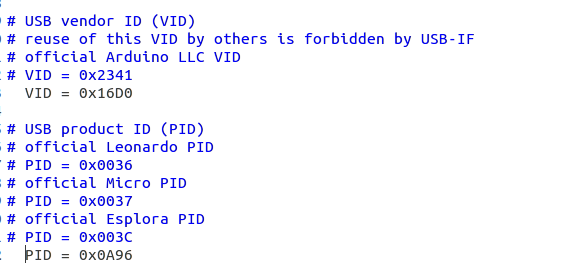 # USB vendor ID (VID)
# reuse of this VID by others is forbidden by USB-IF
# official Arduino LLC VID
# VID = 0x2341
VID = 0x16D0
# USB product ID (PID)
# official Leonardo PID
# PID = 0x0036
# official Micro PID
# PID = 0x0037
# official Esplora PID
# PID = 0x003C
PID = 0x0A96